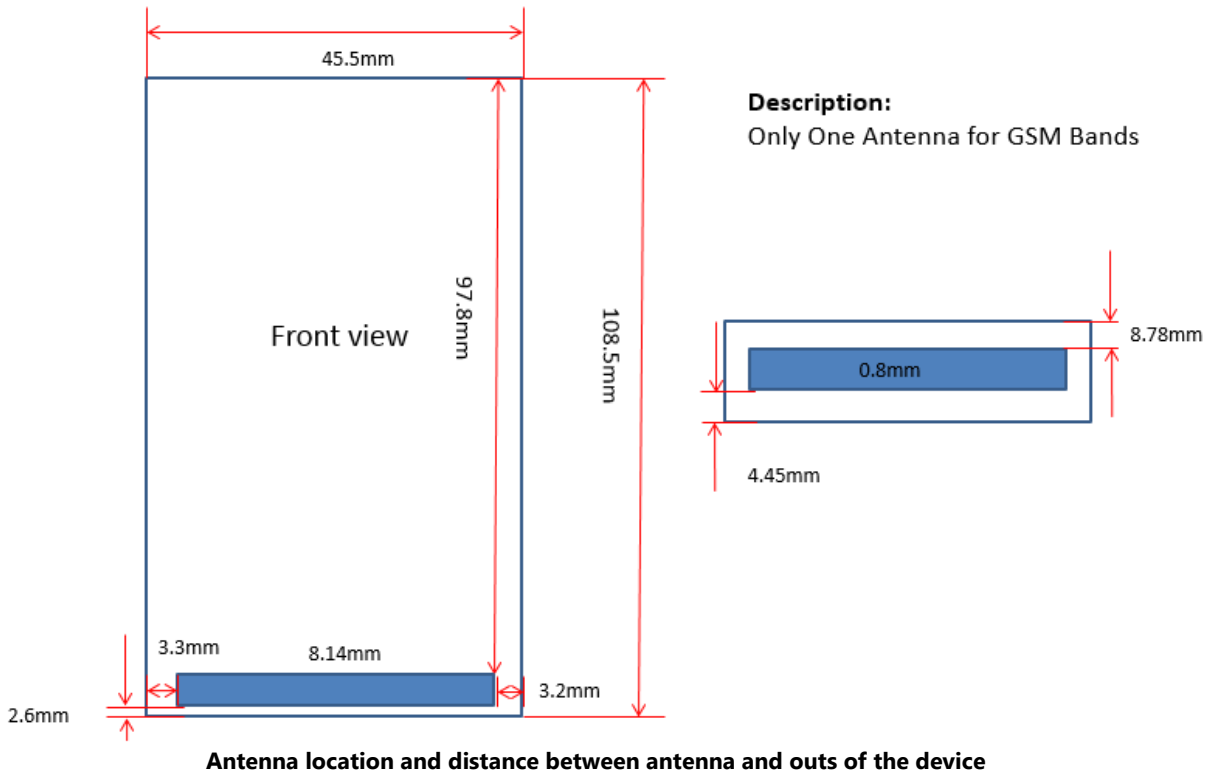 45.5mm
Description:
Only One Antenna for GSM Bands
97.8mm
108.5mm
Front view
8.78mm
0.8mm
4.45mm
3.3mm
8.14mm
3.2mm
2.6mm
Antenna location and distance between antenna and outs of the device